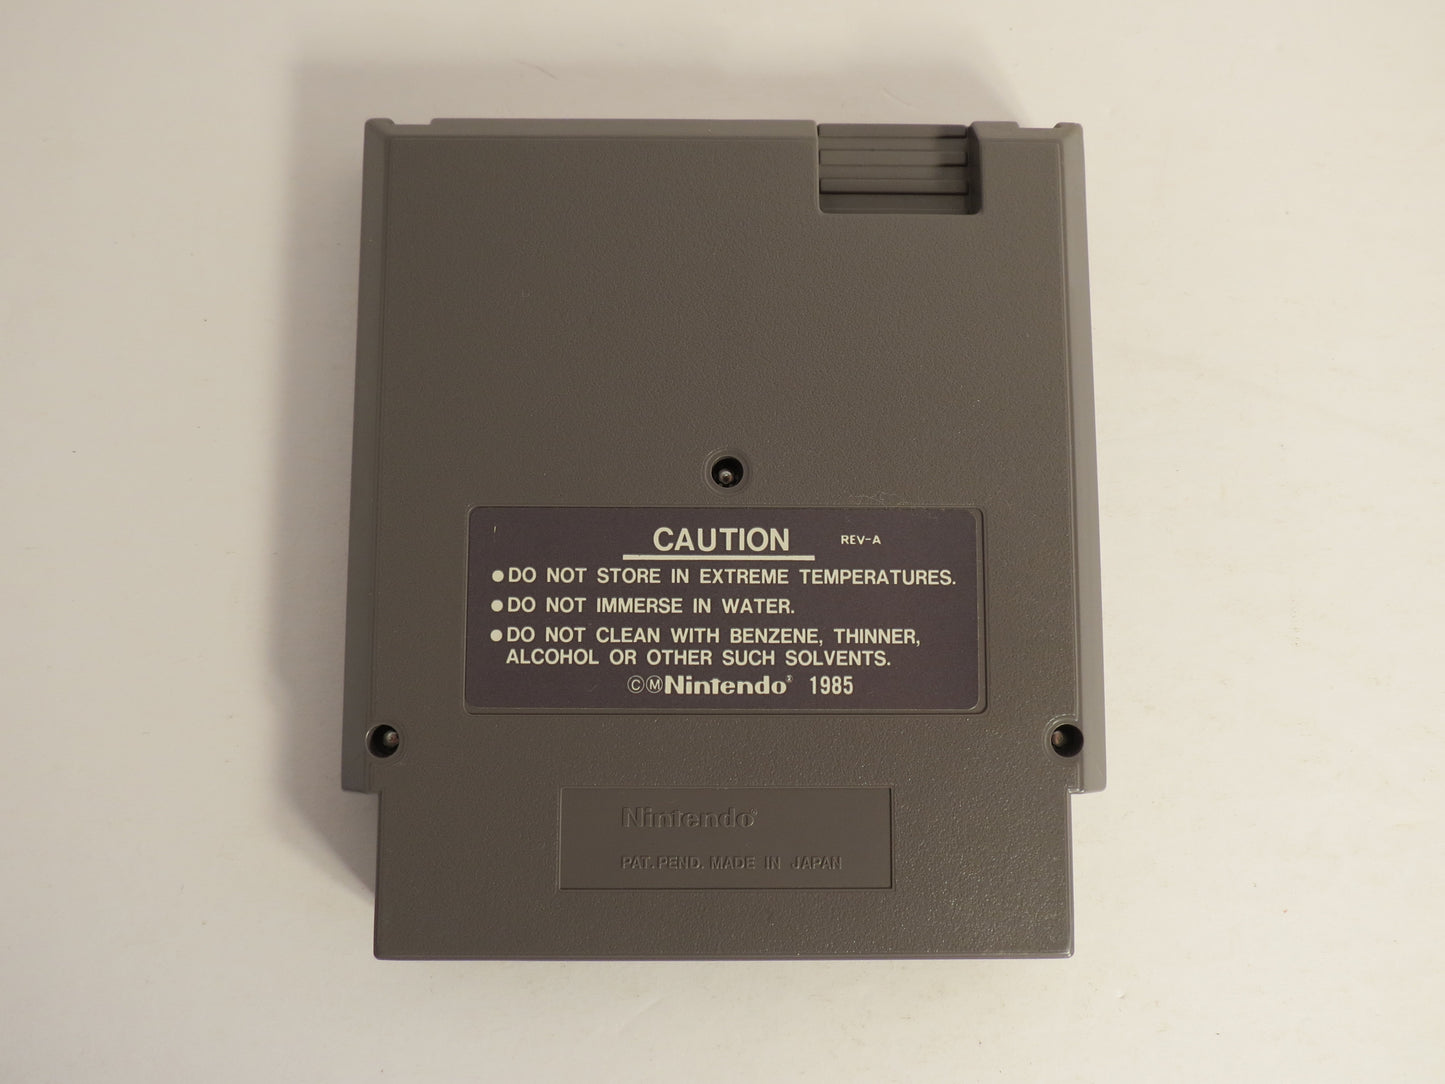 CAUTION REV-A
●DO NOT STORE IN EXTREME TEMPERATURES.
●DO NOT IMMERSE IN WATER.
●DO NOT CLEAN WITH BENZENE, THINNER,
ALCOHOL OR OTHER SUCH SOLVENTS.
ⒸⓂNintendo® 1985
Nintendo®
PAT. PEND. MADE IN JAPAN